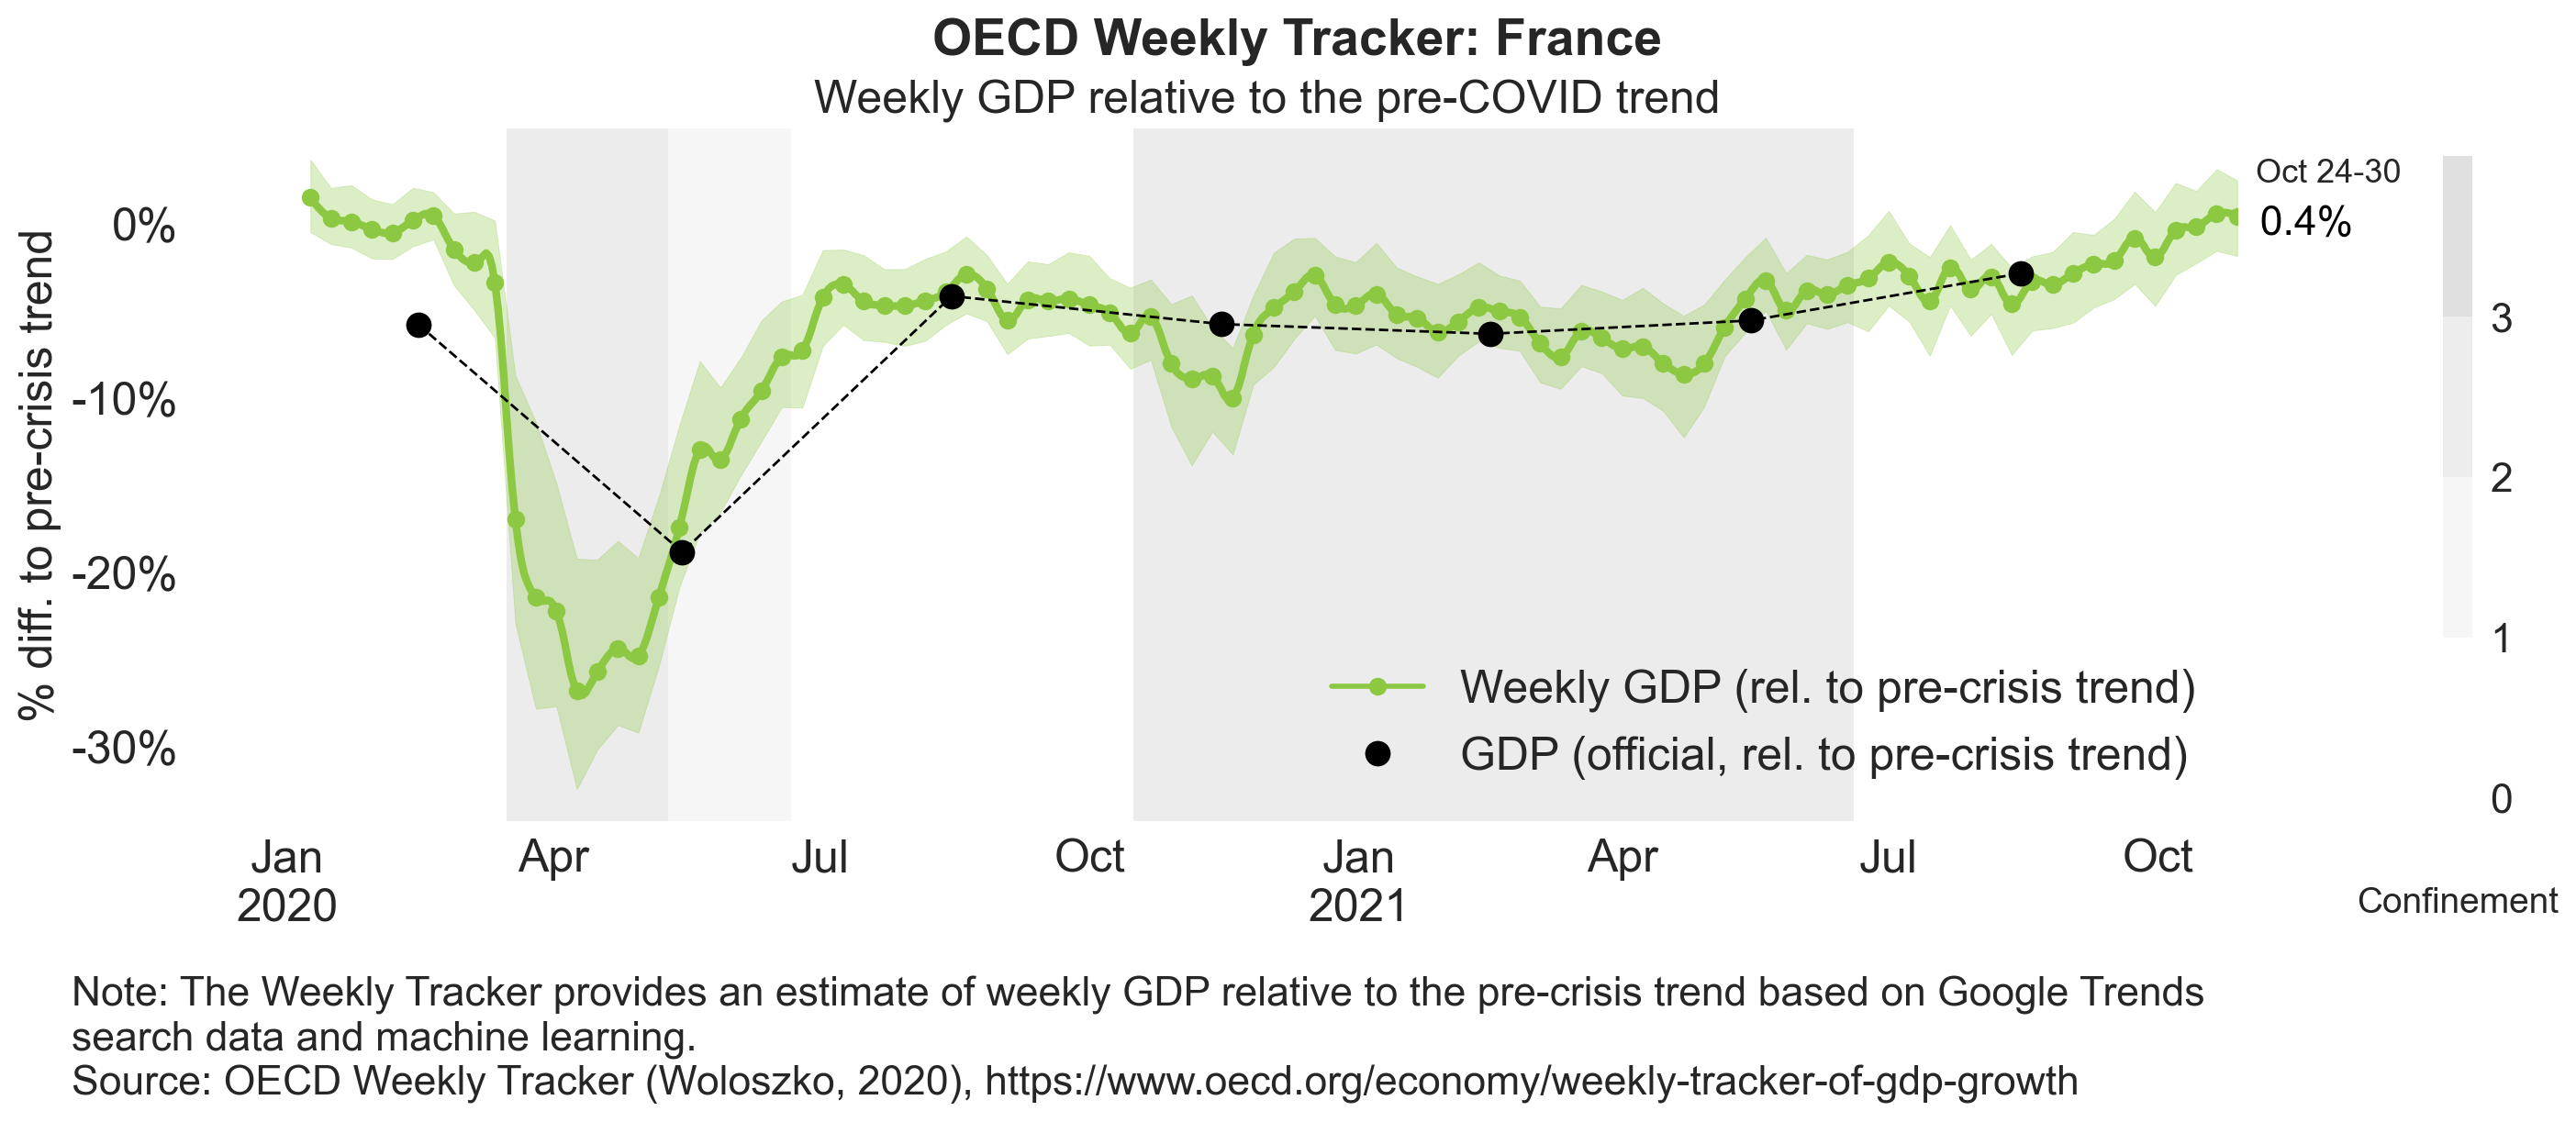 OECD Weekly Tracker: France
Weekly GDP relative to the pre-COVID trend
% diff. to pre-crisis trend
0%
-10%
-20%
-30%
Oct 24-30
0.4%
3
2
1
0
Confinement
Weekly GDP (rel. to pre-crisis trend)
GDP (official, rel. to pre-crisis trend)
Jan Apr Jul Oct Jan Apr Jul Oct
2020 2021
Note: The Weekly Tracker provides an estimate of weekly GDP relative to the pre-crisis trend based on Google Trends
search data and machine learning.
Source: OECD Weekly Tracker (Woloszko, 2020), https://www.oecd.org/economy/weekly-tracker-of-gdp-growth